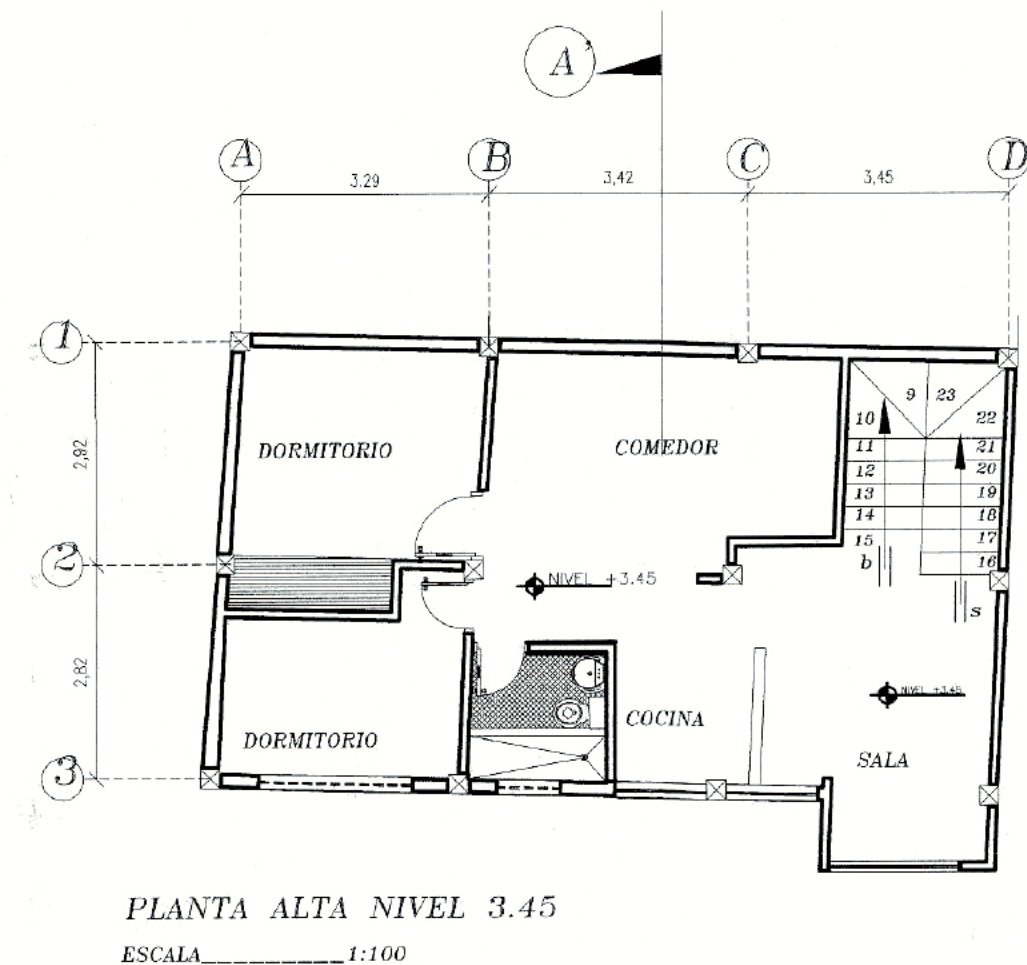 A'
A
B
C
D
3.29
3,42
3,45
1
2
3
2,92
2,82
DORMITORIO
COMEDOR
9
23
10
22
11
21
12
20
13
19
14
18
15
17
16
b
s
NIVEL +3.45
NIVEL +3.45
COCINA
SALA
DORMITORIO
PLANTA ALTA NIVEL 3.45
ESCALA__________1:100